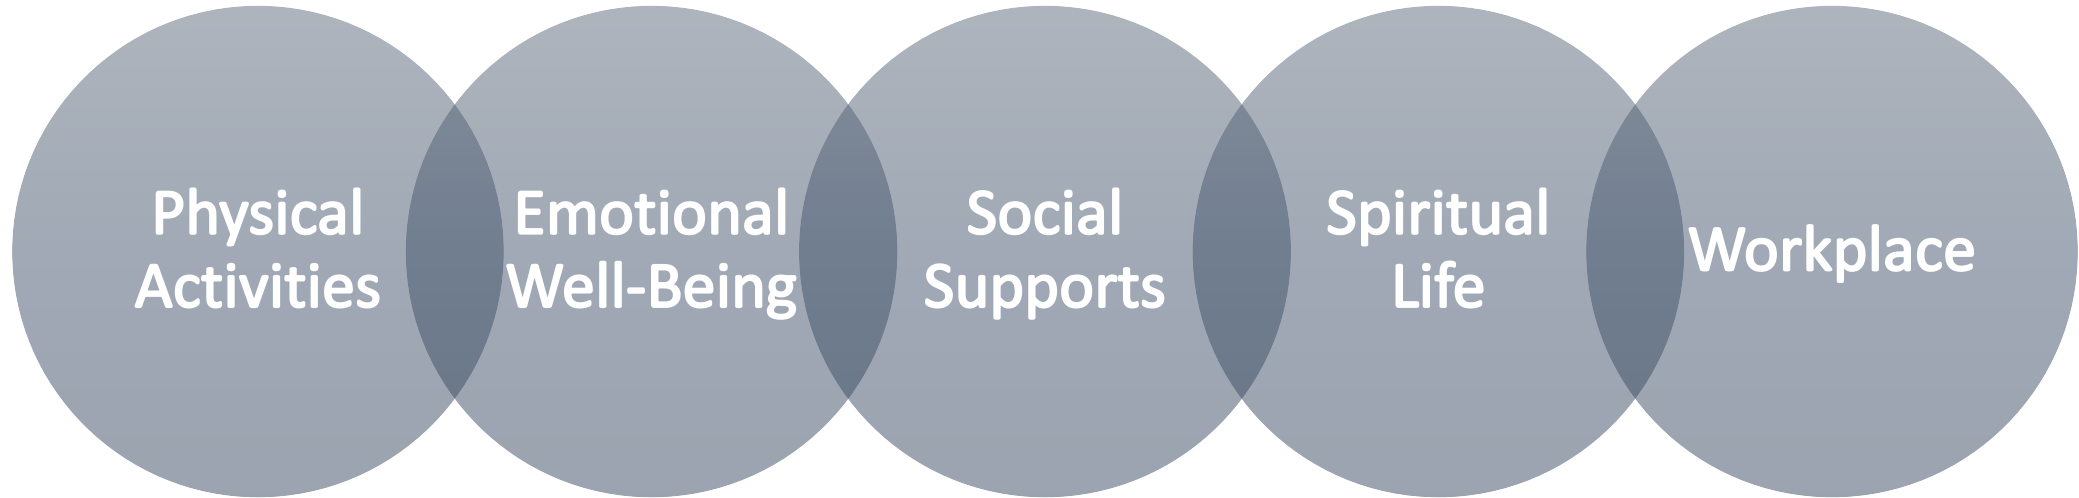 Physical
Activities
Emotional
Well-Being
Social
Supports
Spiritual
Life
Workplace